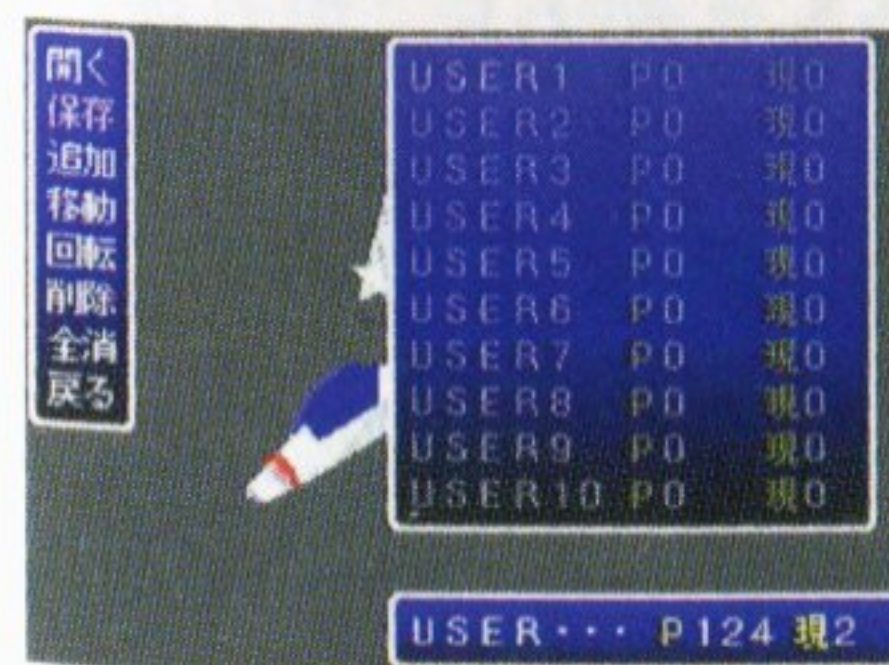 開く
保存
追加
移動
回転
削除
全消
戻る
USER1 P0 現0
USER2 P0 現0
USER3 P0 現0
USER4 P0 現0
USER5 P0 現0
USER6 P0 現0
USER7 P0 現0
USER8 P0 現0
USER9 P0 現0
USER10 P0 現0
USER・・・ P124 現2